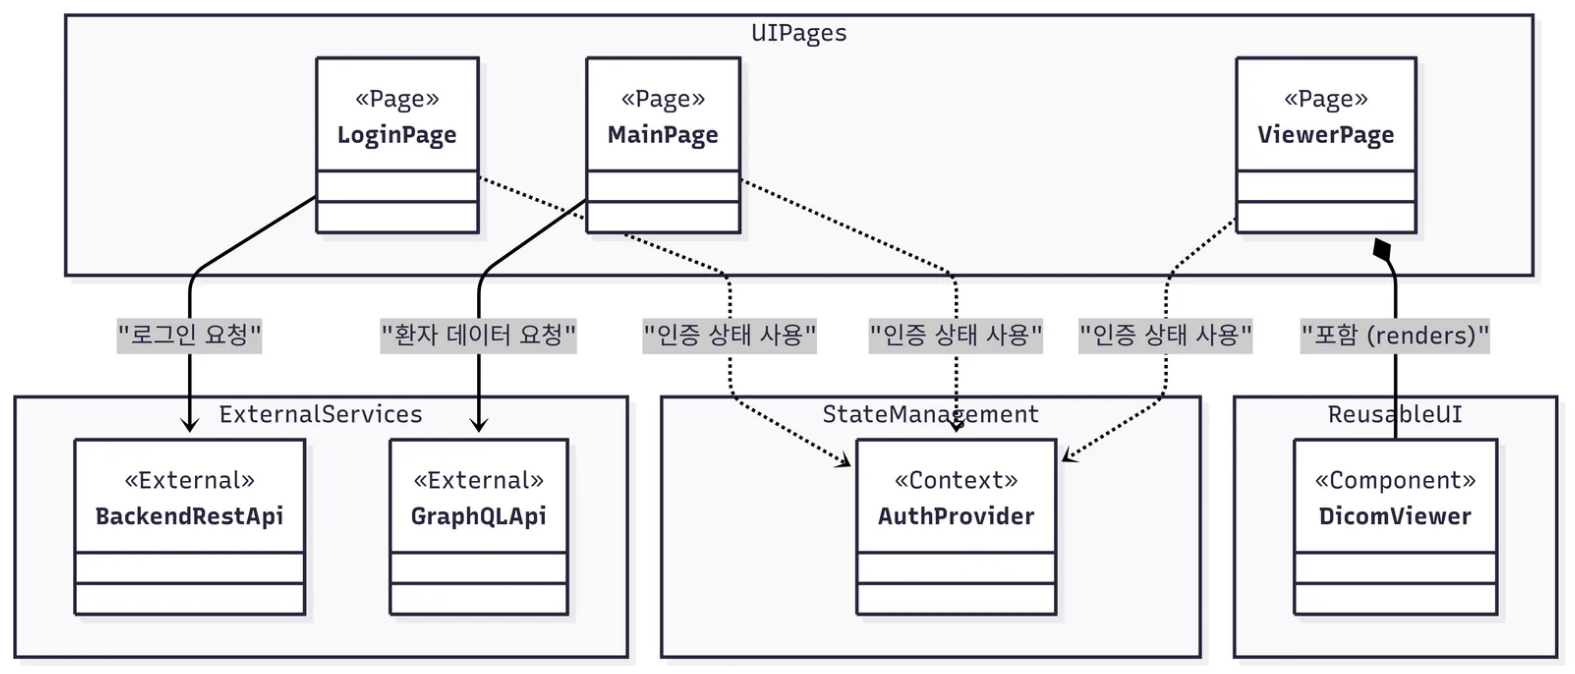 UIPages
«Page»
LoginPage
«Page»
MainPage
«Page»
ViewerPage
"로그인 요청"
"환자 데이터 요청"
"인증 상태 사용"
"인증 상태 사용"
"인증 상태 사용"
"포함 (renders)"
ExternalServices
«External»
BackendRestApi
«External»
GraphQLApi
StateManagement
«Context»
AuthProvider
ReusableUI
«Component»
DicomViewer